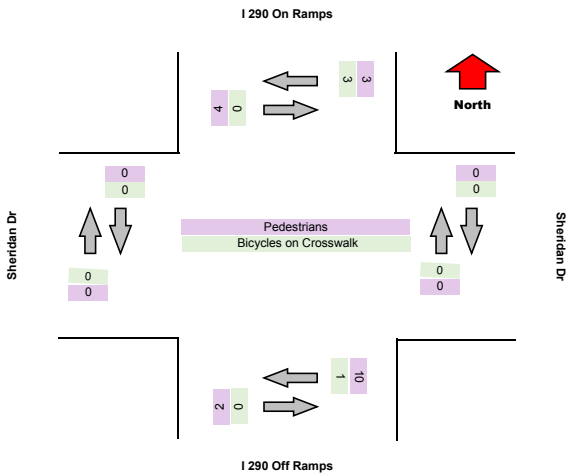 I 290 On Ramps
3 3
4 0
North
0
0
0
0
Sheridan Dr
Pedestrians
Bicycles on Crosswalk
Sheridan Dr
0
0
0
0
1 10
2 0
I 290 Off Ramps